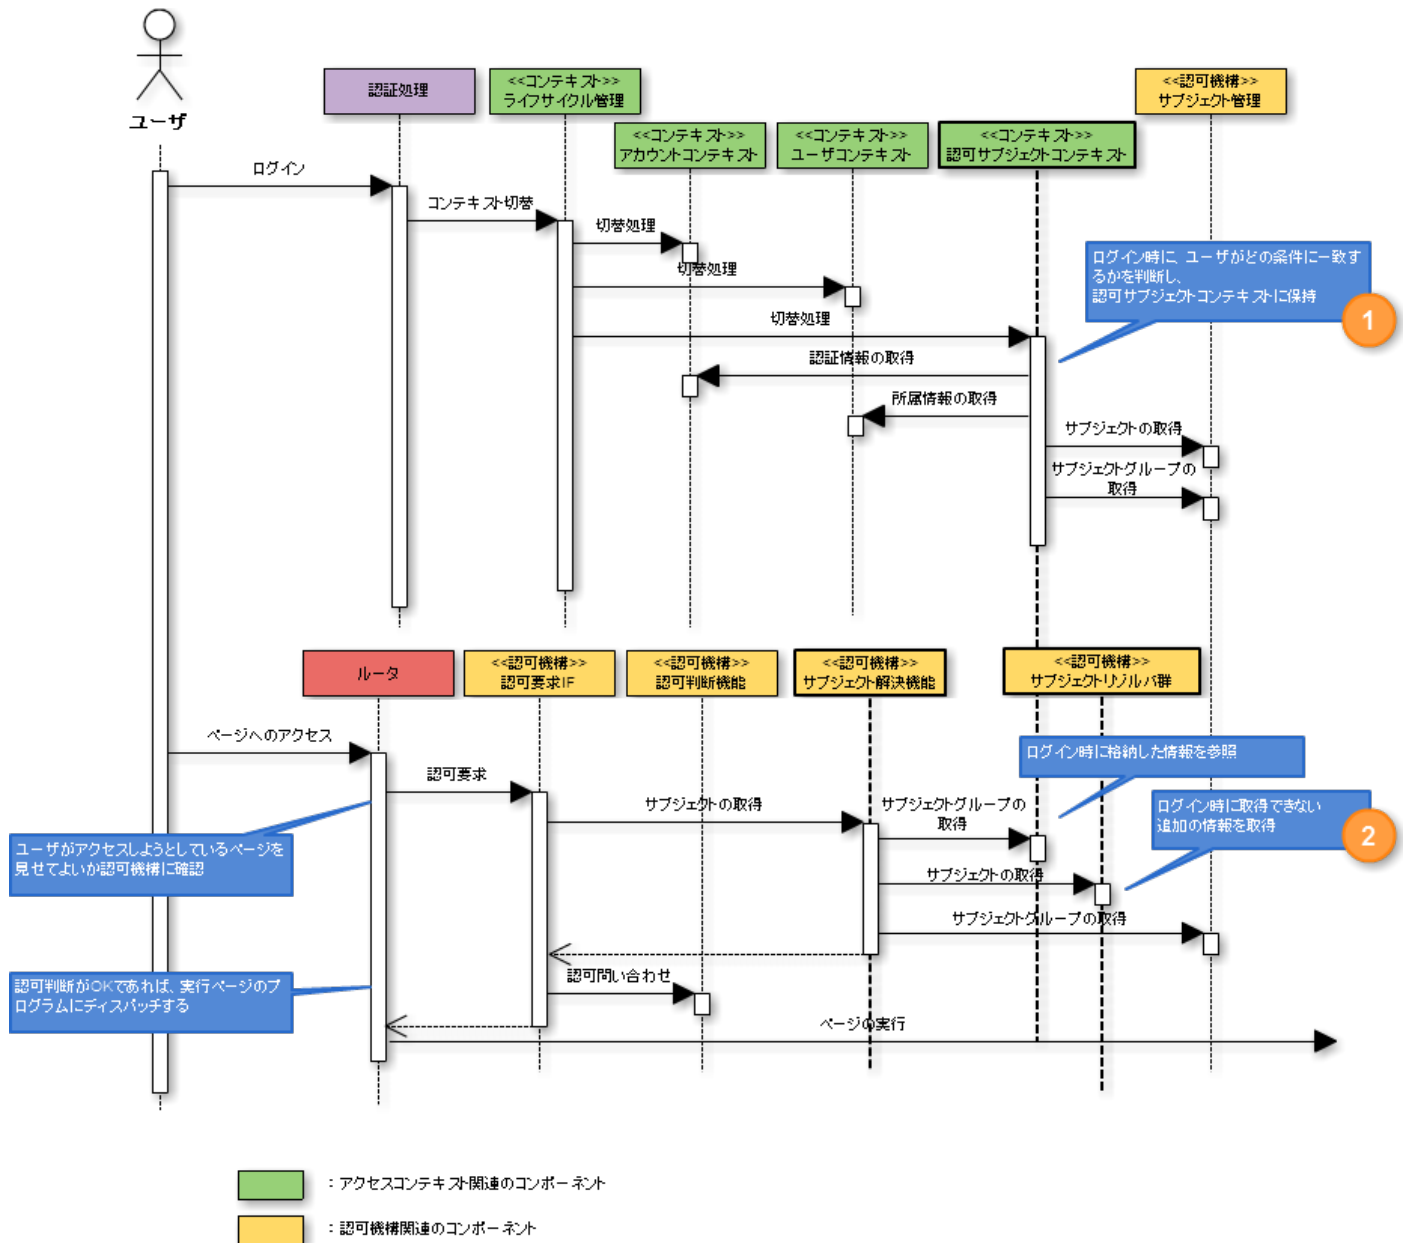 ユーザ
認証処理
<<コンテキスト>>
ライフサイクル管理
<<認可機構>>
サブジェクト管理
<<コンテキスト>>
アカウントコンテキスト
<<コンテキスト>>
ユーザコンテキスト
<<コンテキスト>>
認可サブジェクトコンテキスト
ログイン
コンテキスト切替
切替処理
切替処理
ログイン時に、ユーザがどの条件に一致す
るかを判断し、
認可サブジェクトコンテキストに保持
1
切替処理
認証情報の取得
所属情報の取得
サブジェクトの取得
サブジェクトグループの
取得
ルータ
<<認可機構>>
認可要求IF
<<認可機構>>
認可判断機能
<<認可機構>>
サブジェクト解決機能
<<認可機構>>
サブジェクトリゾルバ群
ページへのアクセス
ログイン時に格納した情報を参照
認可要求
サブジェクトの取得
サブジェクトグループの
取得
ログイン時に取得できない
追加の情報を取得
2
ユーザがアクセスしようとしているページを
見せてよいか認可機構に確認
サブジェクトの取得
サブジェクトグループの取得
認可問い合わせ
認可判断がOKであれば、実行ページのプ
ログラムにディスパッチする
ページの実行
：アクセスコンテキスト関連のコンポーネント
：認可機構関連のコンポーネント